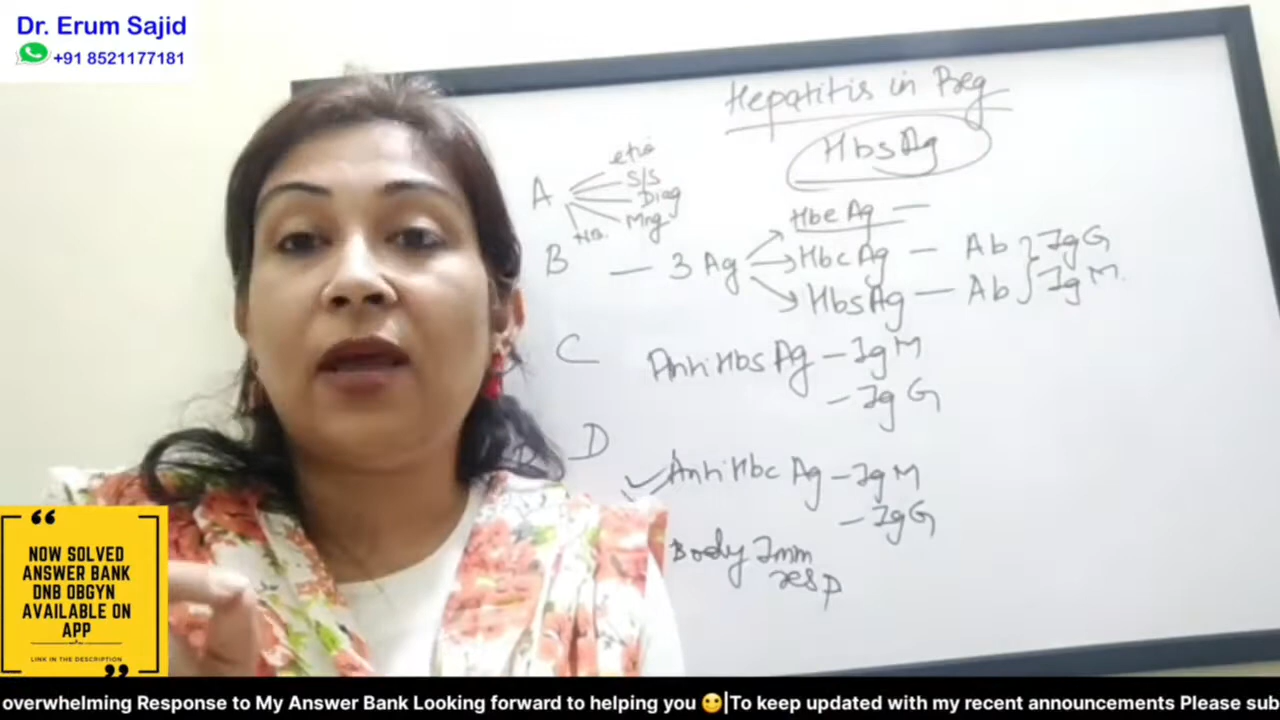 Dr. Erum Sajid
+91 8521177181
Hepatitis in Preg
HbsAg
A
etio
S/S
Diag
Mng
B — 3 Ag
HbeAg —
HbcAg — Ab } IgG
HbsAg — Ab } IgM
C
Anti HbsAg – IgM
– IgG
D
Anti Hbc Ag – IgM
– IgG
Body Imm
resp
“
NOW SOLVED
ANSWER BANK
DNB OBGYN
AVAILABLE ON
APP
LINK IN THE DESCRIPTION
”
overwhelming Response to My Answer Bank Looking forward to helping you 🙂|To keep updated with my recent announcements Please sub